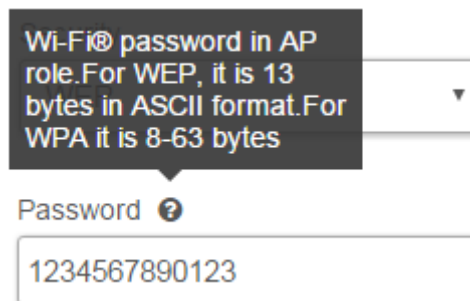 Wi-Fi® password in AP
role.For WEP, it is 13
bytes in ASCII format.For
WPA it is 8-63 bytes
Password
1234567890123